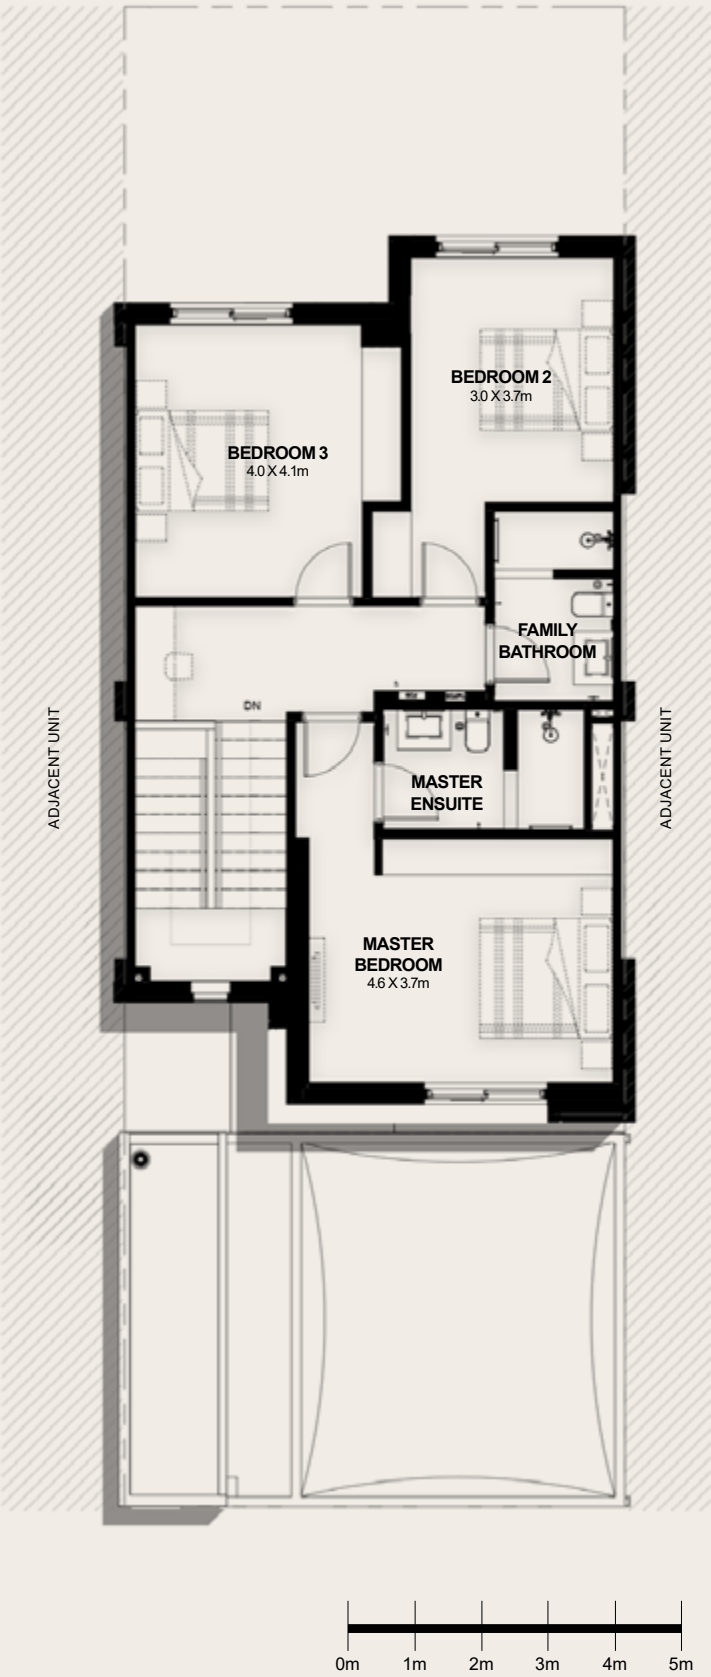 BEDROOM 2
3.0 X 3.7m
BEDROOM 3
4.0 X 4.1m
FAMILY
BATHROOM
DN
ADJACENT UNIT
ADJACENT UNIT
MASTER
ENSUITE
MASTER
BEDROOM
4.6 X 3.7m
0m 1m 2m 3m 4m 5m